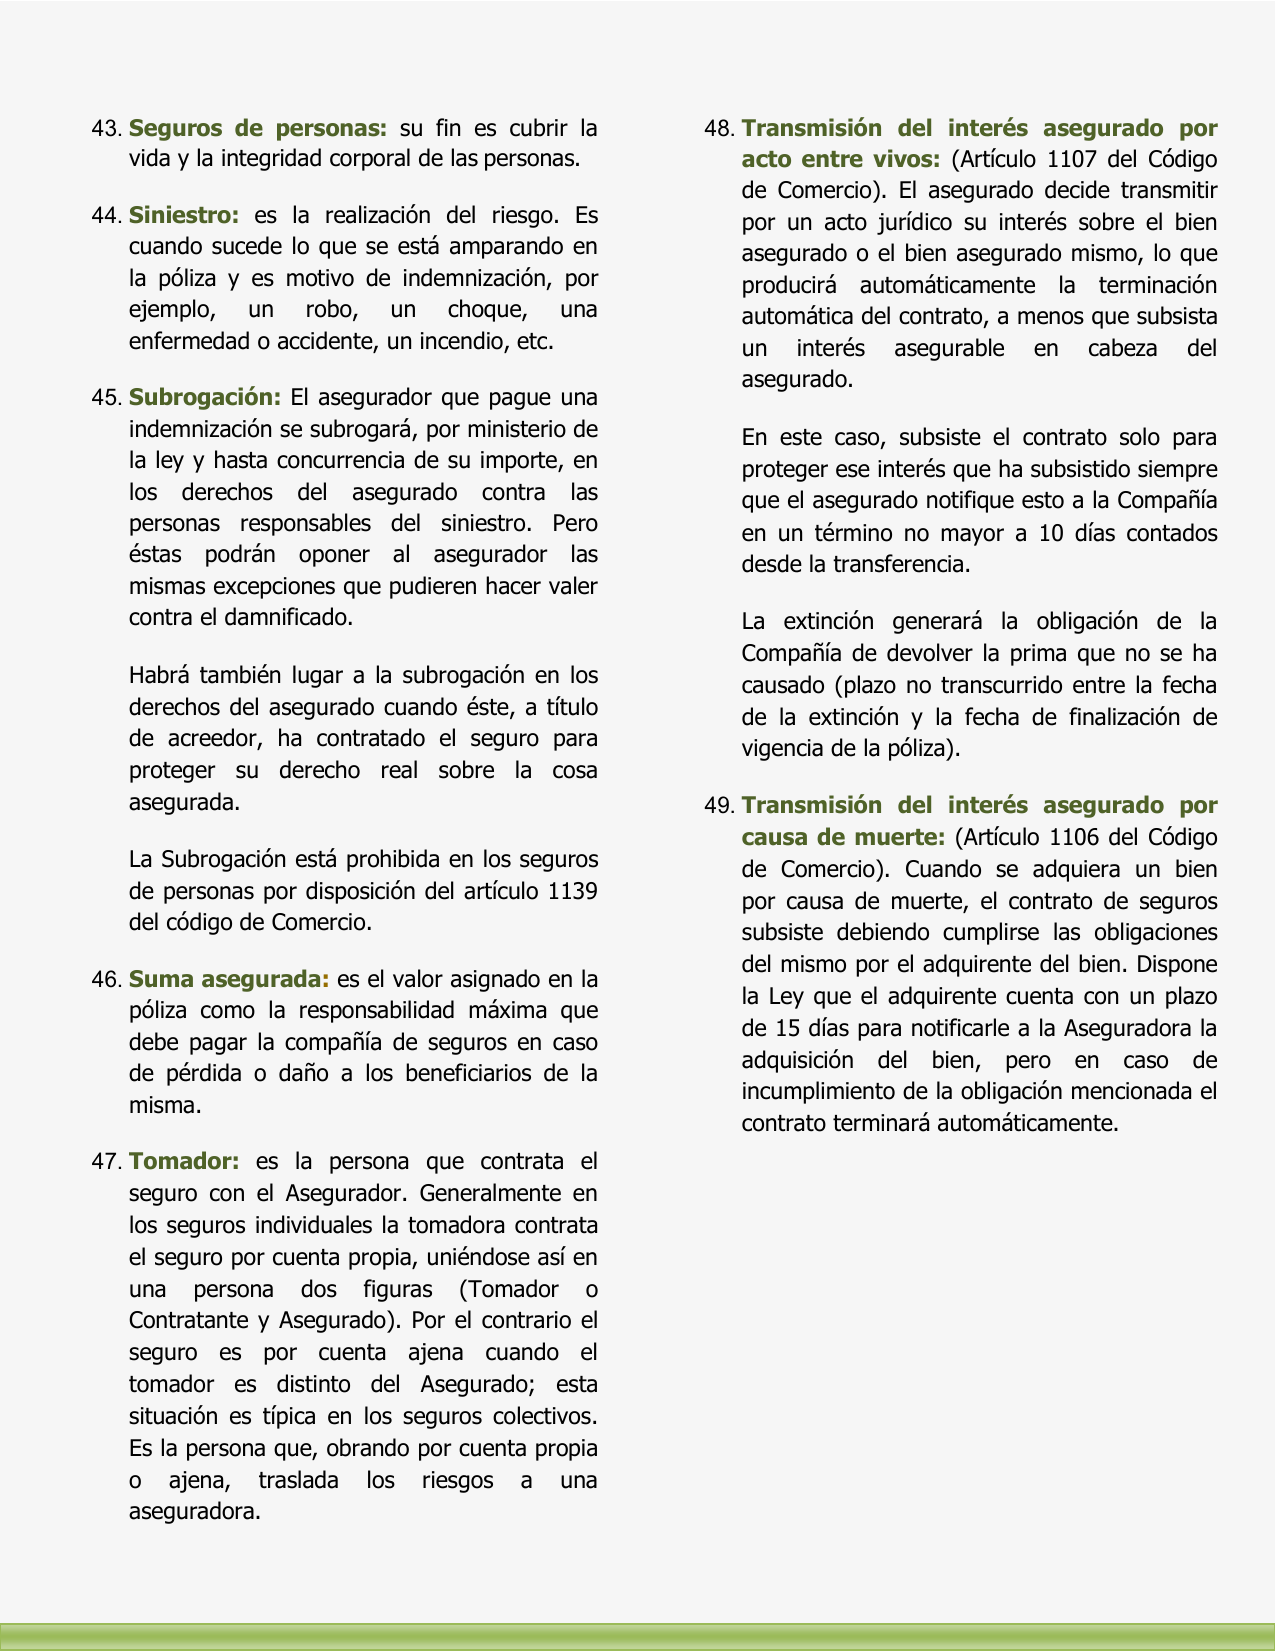 43. Seguros de personas: su fin es cubrir la
vida y la integridad corporal de las personas.
44. Siniestro: es la realización del riesgo. Es
cuando sucede lo que se está amparando en
la póliza y es motivo de indemnización, por
ejemplo, un robo, un choque, una
enfermedad o accidente, un incendio, etc.
45. Subrogación: El asegurador que pague una
indemnización se subrogará, por ministerio de
la ley y hasta concurrencia de su importe, en
los derechos del asegurado contra las
personas responsables del siniestro. Pero
éstas podrán oponer al asegurador las
mismas excepciones que pudieren hacer valer
contra el damnificado.
Habrá también lugar a la subrogación en los
derechos del asegurado cuando éste, a título
de acreedor, ha contratado el seguro para
proteger su derecho real sobre la cosa
asegurada.
La Subrogación está prohibida en los seguros
de personas por disposición del artículo 1139
del código de Comercio.
46. Suma asegurada: es el valor asignado en la
póliza como la responsabilidad máxima que
debe pagar la compañía de seguros en caso
de pérdida o daño a los beneficiarios de la
misma.
47. Tomador: es la persona que contrata el
seguro con el Asegurador. Generalmente en
los seguros individuales la tomadora contrata
el seguro por cuenta propia, uniéndose así en
una persona dos figuras (Tomador o
Contratante y Asegurado). Por el contrario el
seguro es por cuenta ajena cuando el
tomador es distinto del Asegurado; esta
situación es típica en los seguros colectivos.
Es la persona que, obrando por cuenta propia
o ajena, traslada los riesgos a una
aseguradora.
48. Transmisión del interés asegurado por
acto entre vivos: (Artículo 1107 del Código
de Comercio). El asegurado decide transmitir
por un acto jurídico su interés sobre el bien
asegurado o el bien asegurado mismo, lo que
producirá automáticamente la terminación
automática del contrato, a menos que subsista
un interés asegurable en cabeza del
asegurado.
En este caso, subsiste el contrato solo para
proteger ese interés que ha subsistido siempre
que el asegurado notifique esto a la Compañía
en un término no mayor a 10 días contados
desde la transferencia.
La extinción generará la obligación de la
Compañía de devolver la prima que no se ha
causado (plazo no transcurrido entre la fecha
de la extinción y la fecha de finalización de
vigencia de la póliza).
49. Transmisión del interés asegurado por
causa de muerte: (Artículo 1106 del Código
de Comercio). Cuando se adquiera un bien
por causa de muerte, el contrato de seguros
subsiste debiendo cumplirse las obligaciones
del mismo por el adquirente del bien. Dispone
la Ley que el adquirente cuenta con un plazo
de 15 días para notificarle a la Aseguradora la
adquisición del bien, pero en caso de
incumplimiento de la obligación mencionada el
contrato terminará automáticamente.